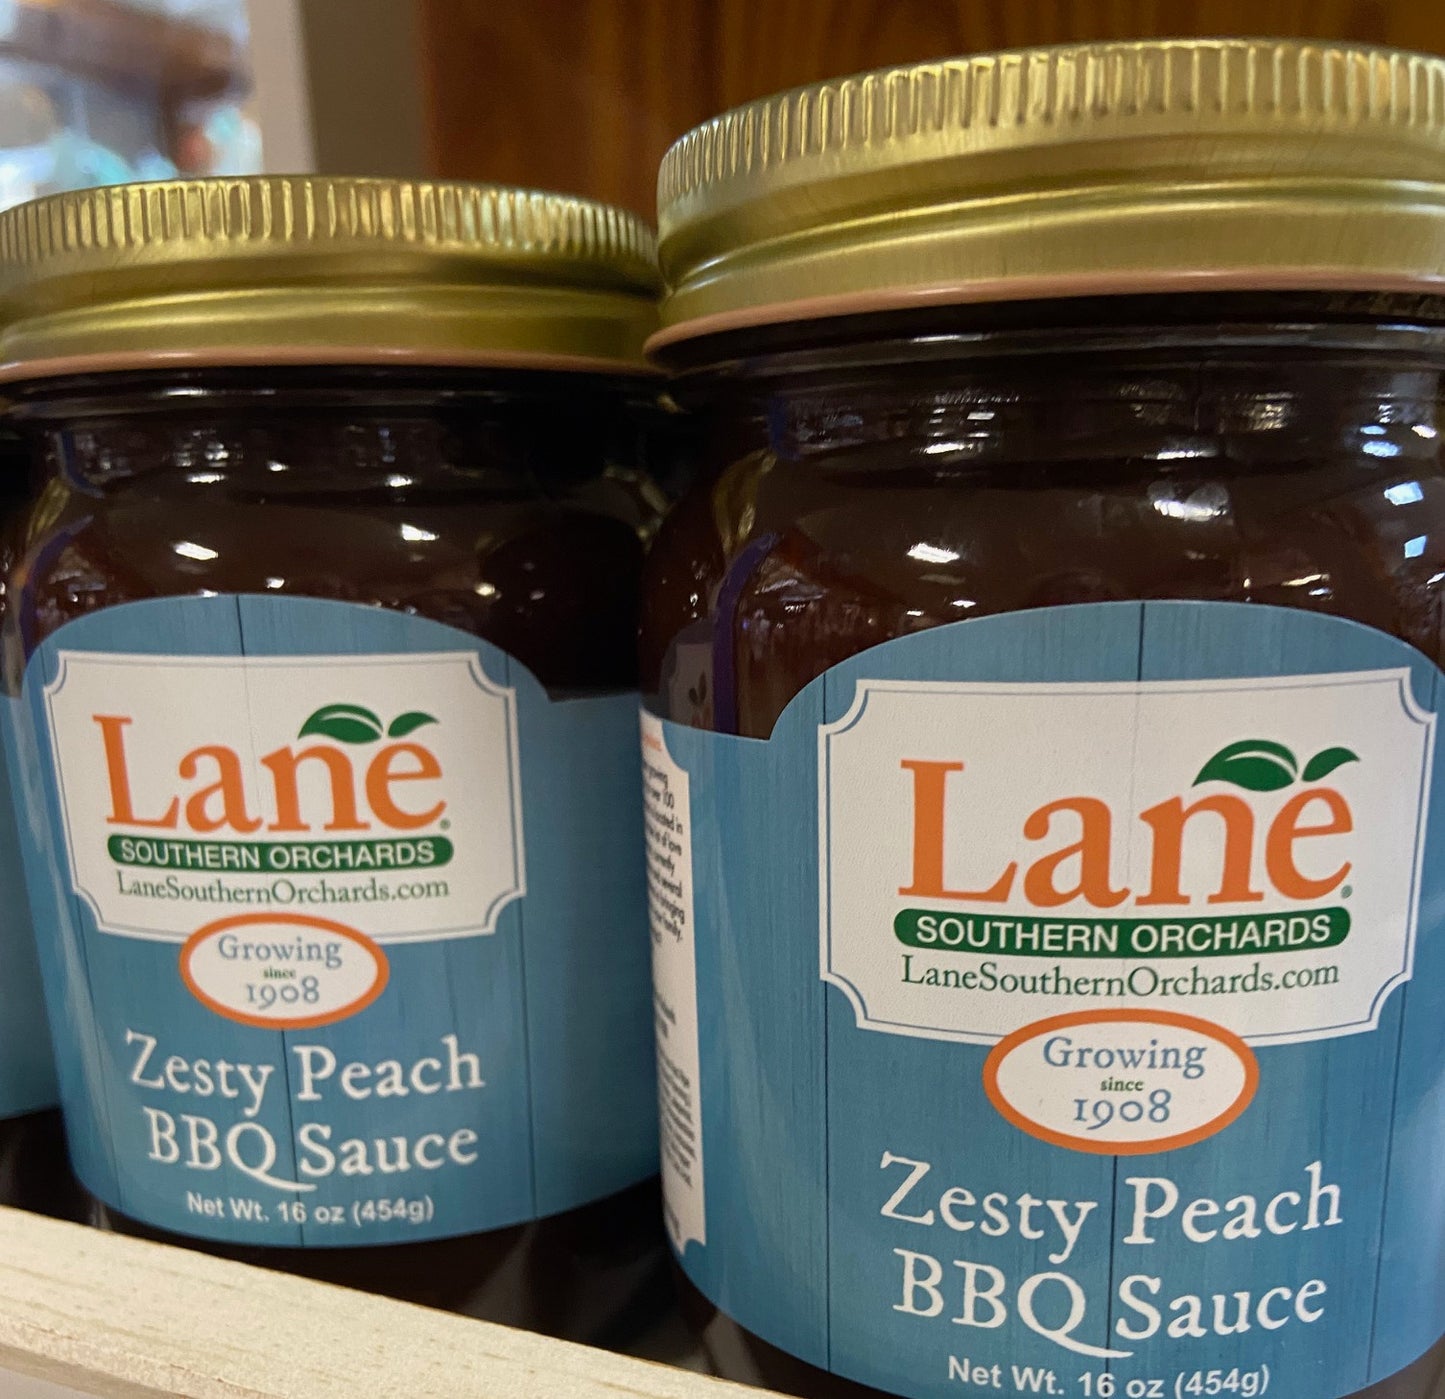 Lane®
SOUTHERN ORCHARDS
LaneSouthernOrchards.com
Growing
since
1908
Zesty Peach
BBQ Sauce
Net Wt. 16 oz (454g)
Lane®
SOUTHERN ORCHARDS
LaneSouthernOrchards.com
Growing
since
1908
Zesty Peach
BBQ Sauce
Net Wt. 16 oz (454g)